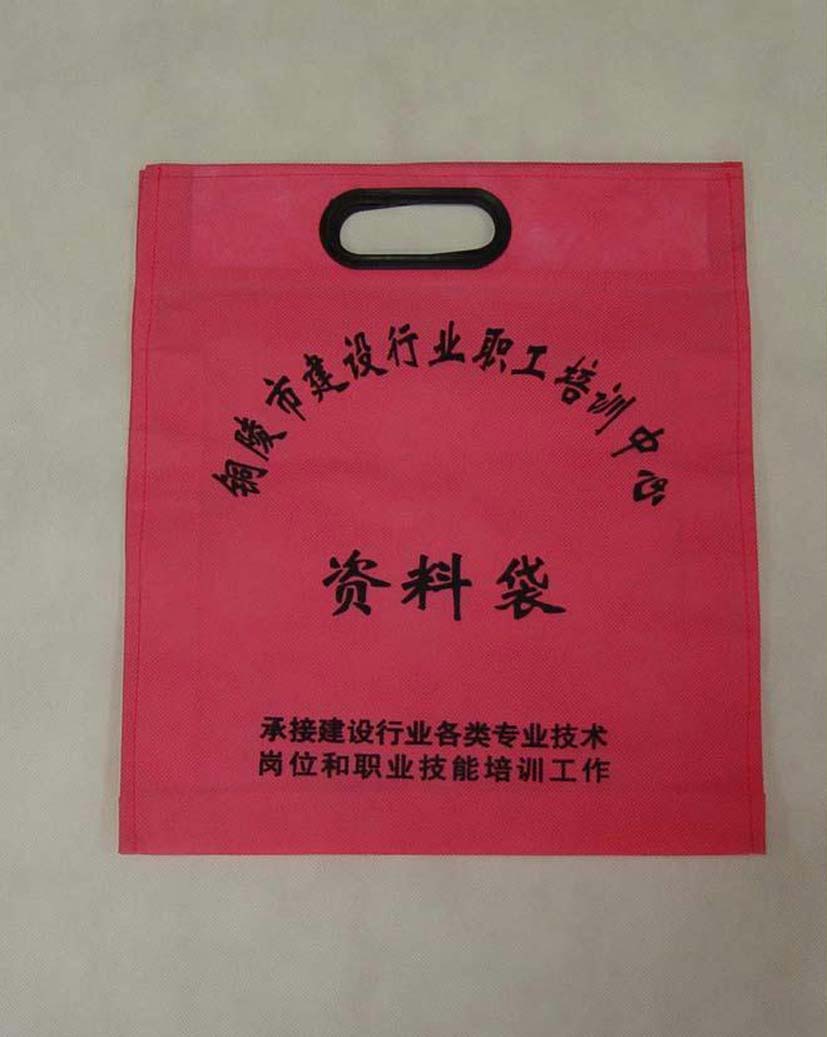 铜陵市建设行业职工培训中心
资料袋
承接建设行业各类专业技术
岗位和职业技能培训工作